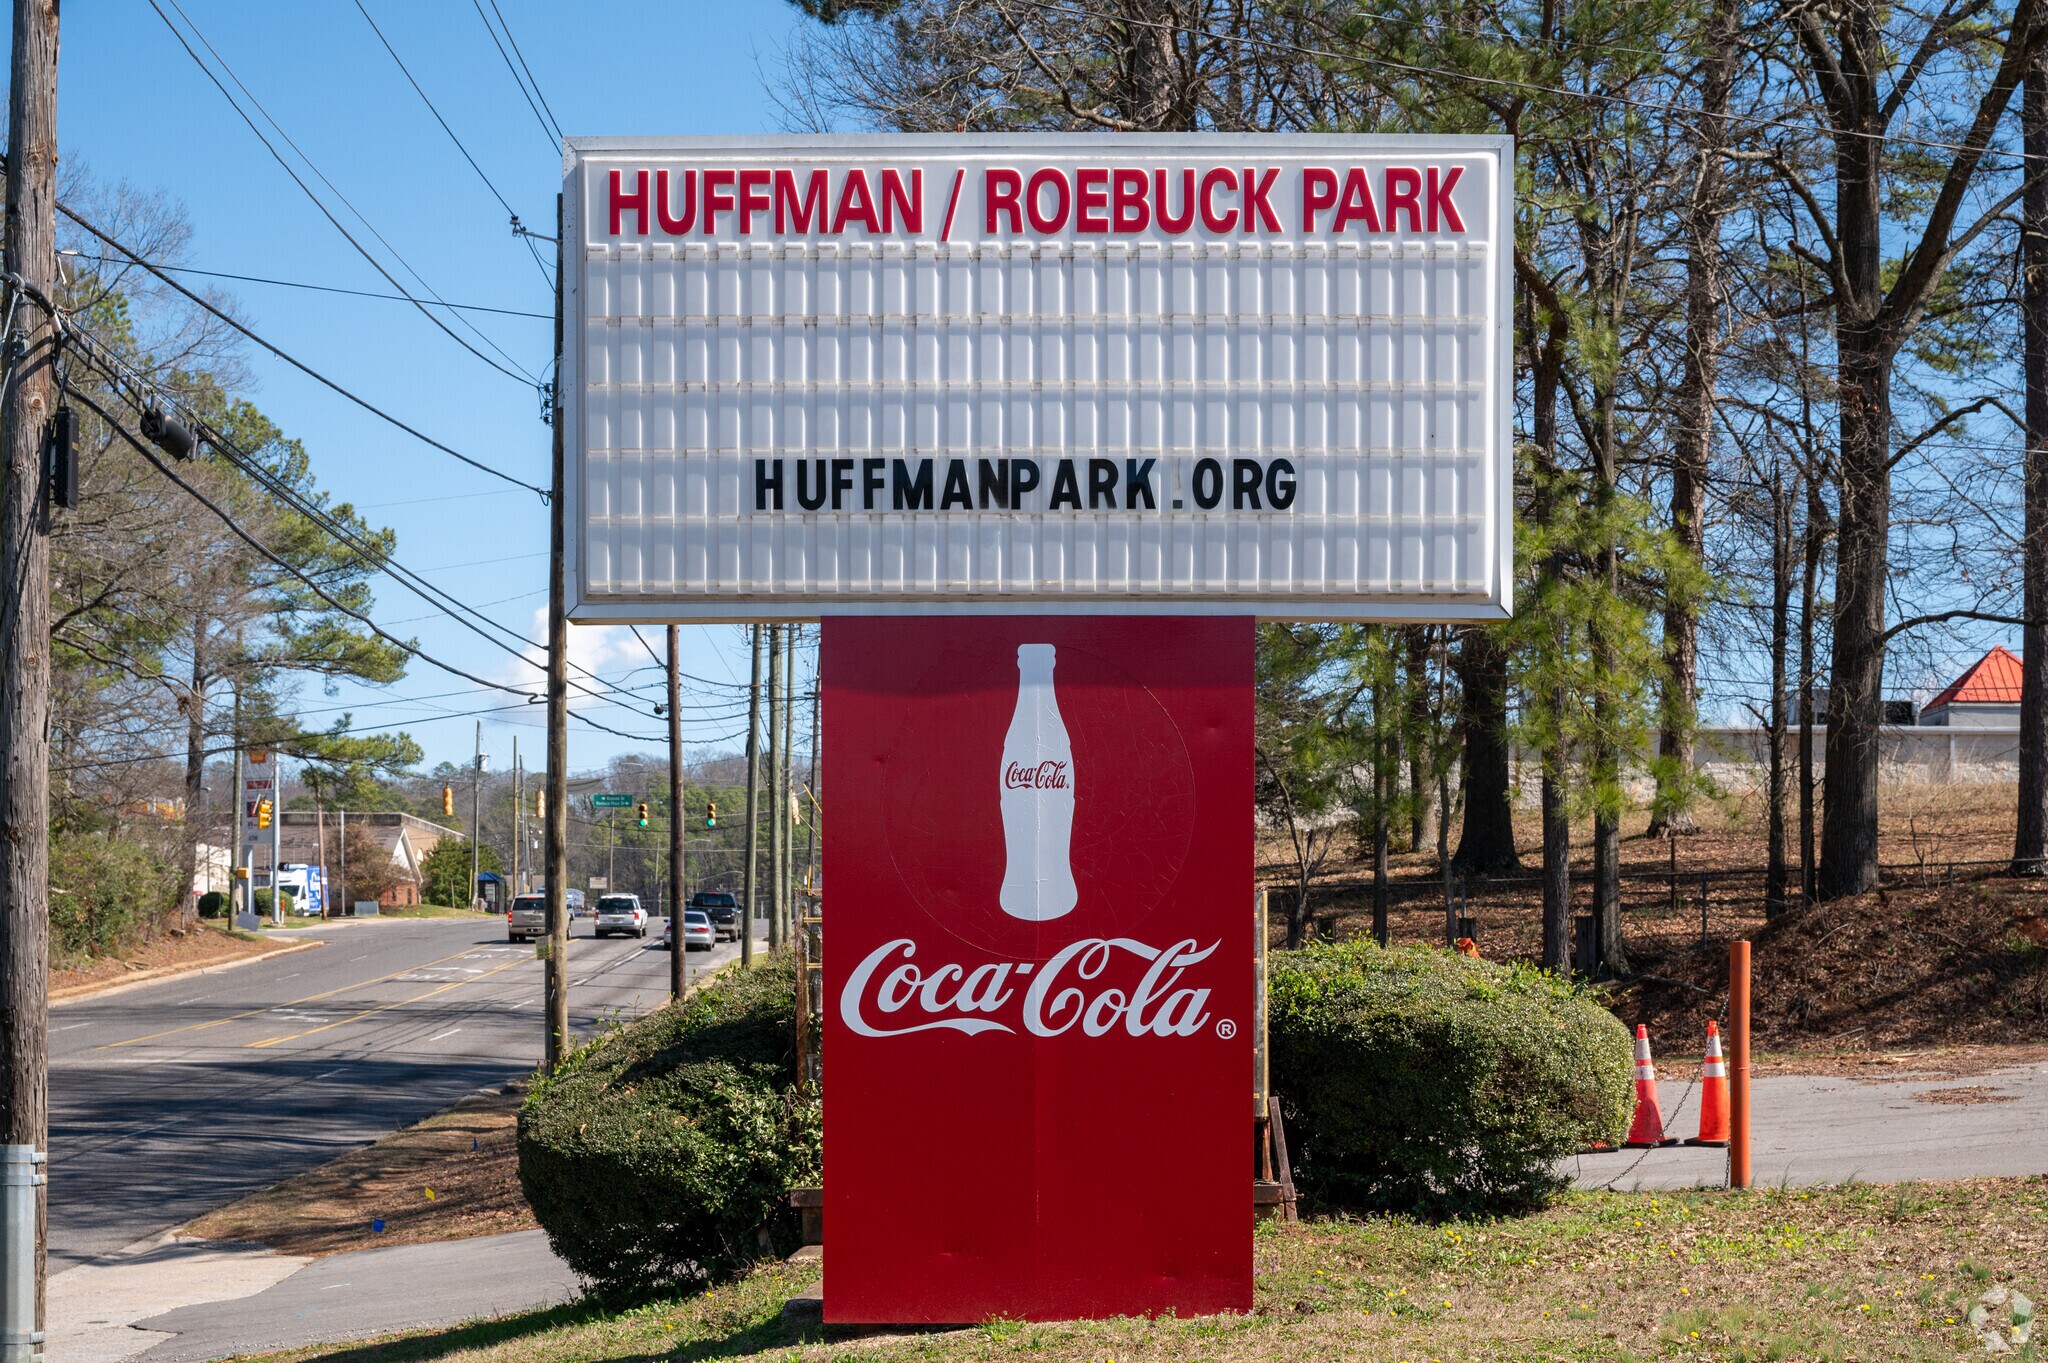 HUFFMAN / ROEBUCK PARK
HUFFMANPARK.ORG
Coca-Cola
Coca-Cola®